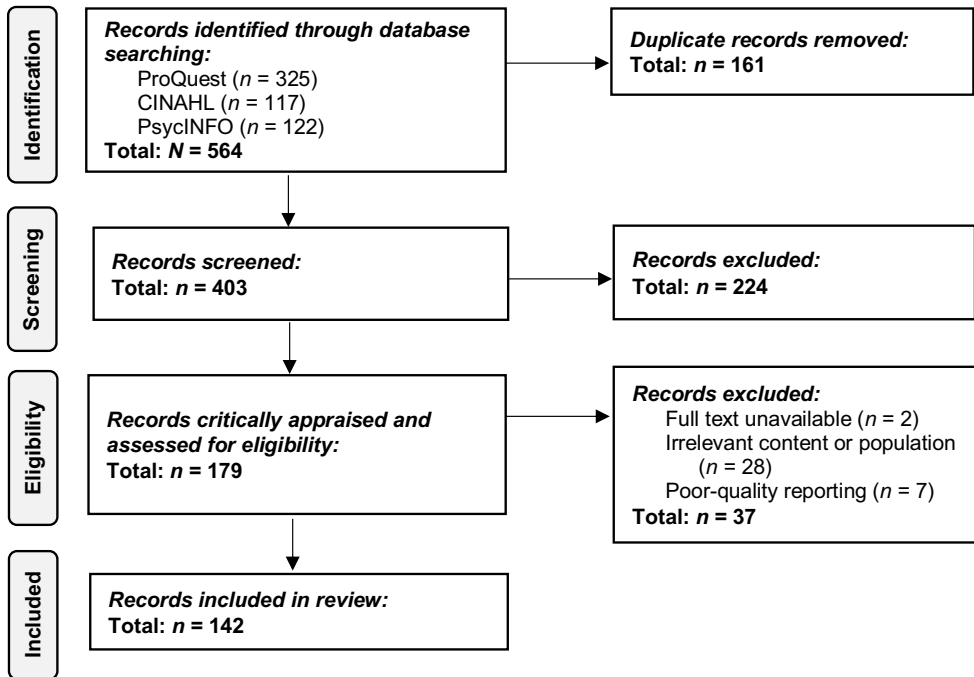 Identification
Records identified through database
searching:
ProQuest (n = 325)
CINAHL (n = 117)
PsycINFO (n = 122)
Total: N = 564
Duplicate records removed:
Total: n = 161
Screening
Records screened:
Total: n = 403
Records excluded:
Total: n = 224
Eligibility
Records critically appraised and
assessed for eligibility:
Total: n = 179
Records excluded:
Full text unavailable (n = 2)
Irrelevant content or population
(n = 28)
Poor-quality reporting (n = 7)
Total: n = 37
Included
Records included in review:
Total: n = 142